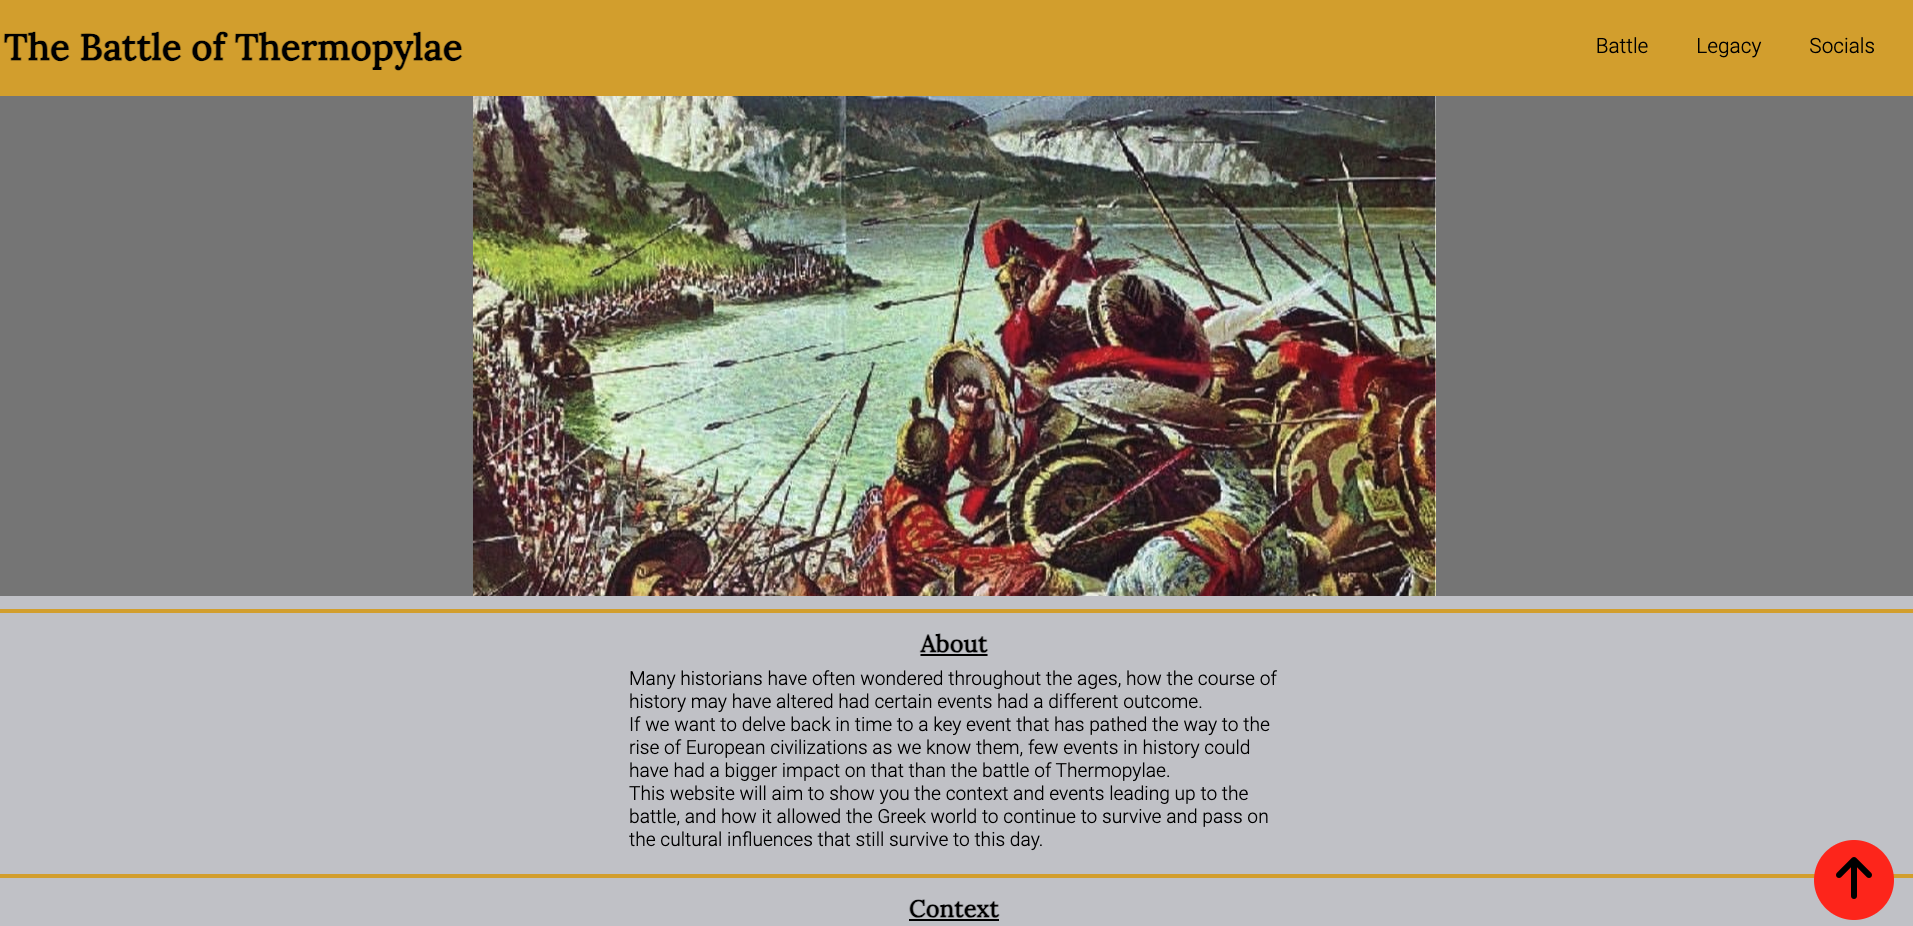 The Battle of Thermopylae
Battle Legacy Socials
About
Many historians have often wondered throughout the ages, how the course of
history may have altered had certain events had a different outcome.
If we want to delve back in time to a key event that has pathed the way to the
rise of European civilizations as we know them, few events in history could
have had a bigger impact on that than the battle of Thermopylae.
This website will aim to show you the context and events leading up to the
battle, and how it allowed the Greek world to continue to survive and pass on
the cultural influences that still survive to this day.
Context